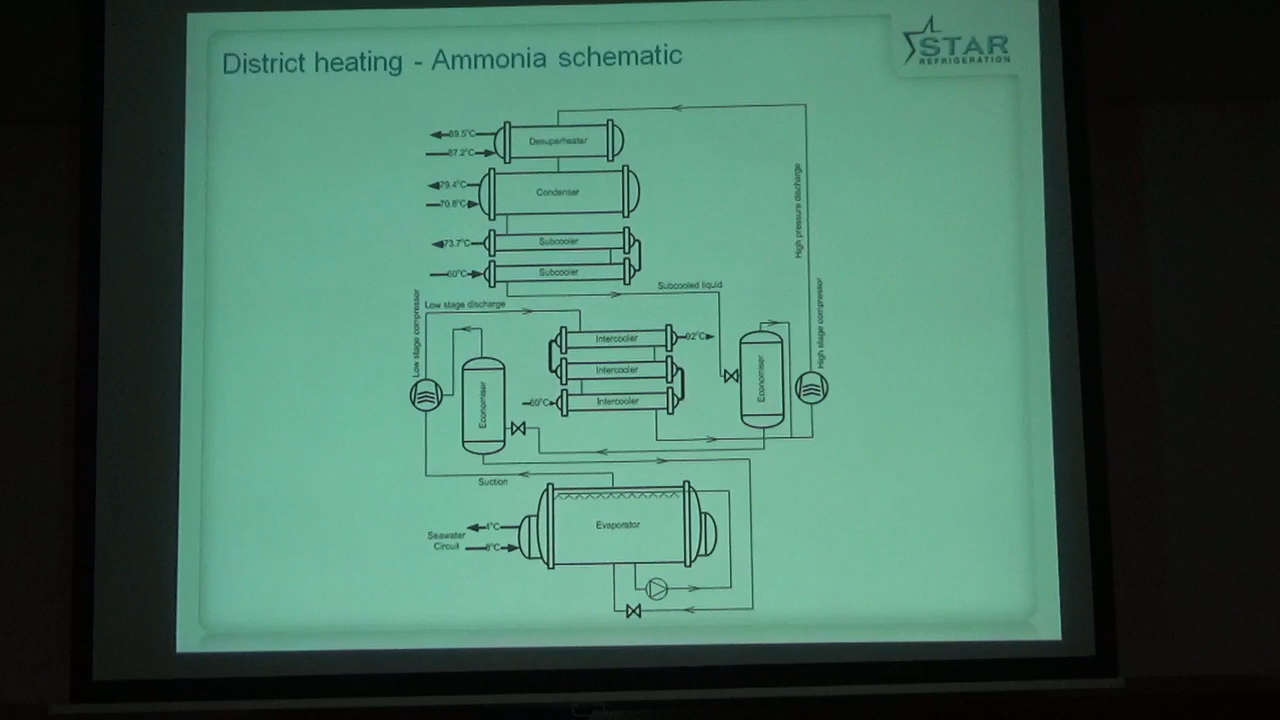 District heating - Ammonia schematic
STAR
REFRIGERATION
89.5°C
Desuperheater
87.2°C
79.4°C
Condenser
70.8°C
High pressure discharge
73.7°C
Subcooler
60°C
Subcooler
Subcooled liquid
Low stage discharge
Low stage compressor
High stage compressor
Intercooler
92°C
Intercooler
Economiser
Economiser
60°C
Intercooler
Suction
Evaporator
4°C
Seawater
Circuit
8°C